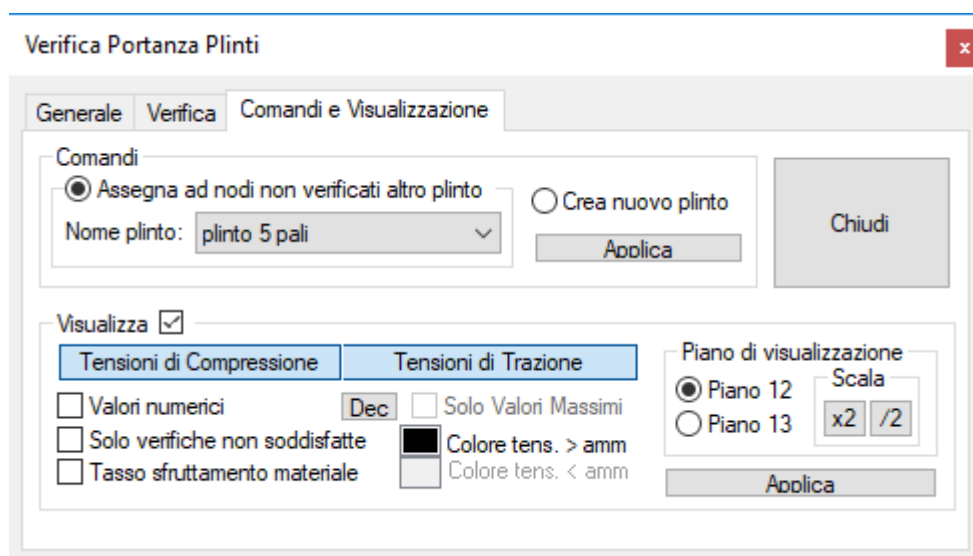 Verifica Portanza Plinti
x
Generale Verifica Comandi e Visualizzazione
Comandi
Assegna ad nodi non verificati altro plinto
Nome plinto: plinto 5 pali
Crea nuovo plinto
Applica
Chiudi
Visualizza
Tensioni di Compressione Tensioni di Trazione
Valori numerici Dec Solo Valori Massimi
Solo verifiche non soddisfatte Colore tens. > amm
Tasso sfruttamento materiale Colore tens. < amm
Piano di visualizzazione
Piano 12
Piano 13
Scala
x2 /2
Applica